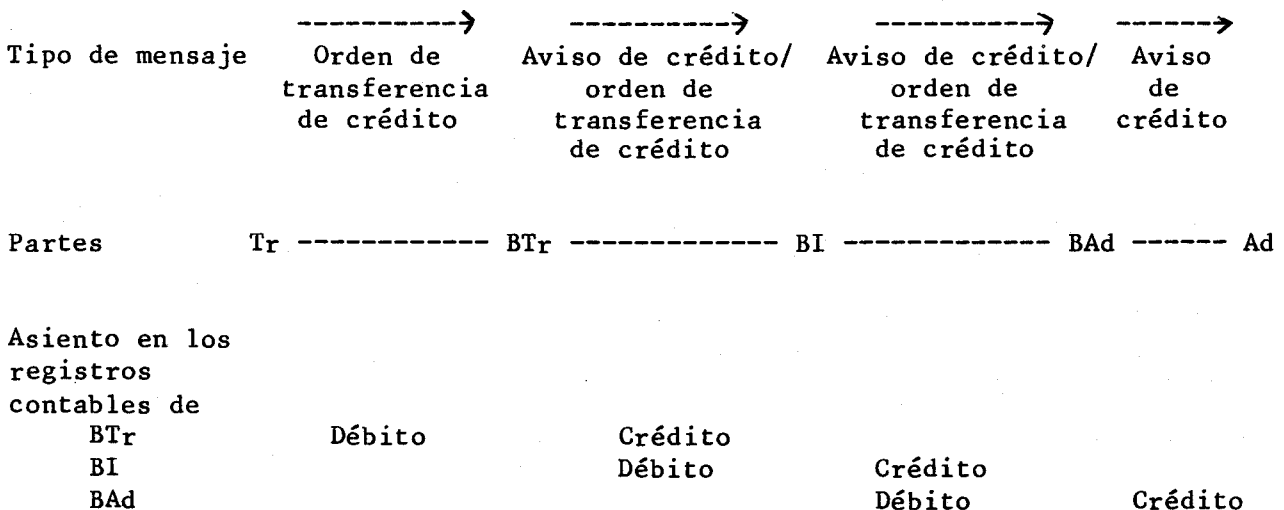 ------------> -----------> -----------> ------->
Tipo de mensaje Orden de Aviso de crédito/ Aviso de crédito/ Aviso
transferencia orden de orden de de
de crédito transferencia transferencia crédito
de crédito de crédito
Partes Tr ------------ BTr ------------- BI ------------- BAd ------ Ad
Asiento en los
registros
contables de
BTr Débito Crédito
BI Débito Crédito
BAd Débito Crédito